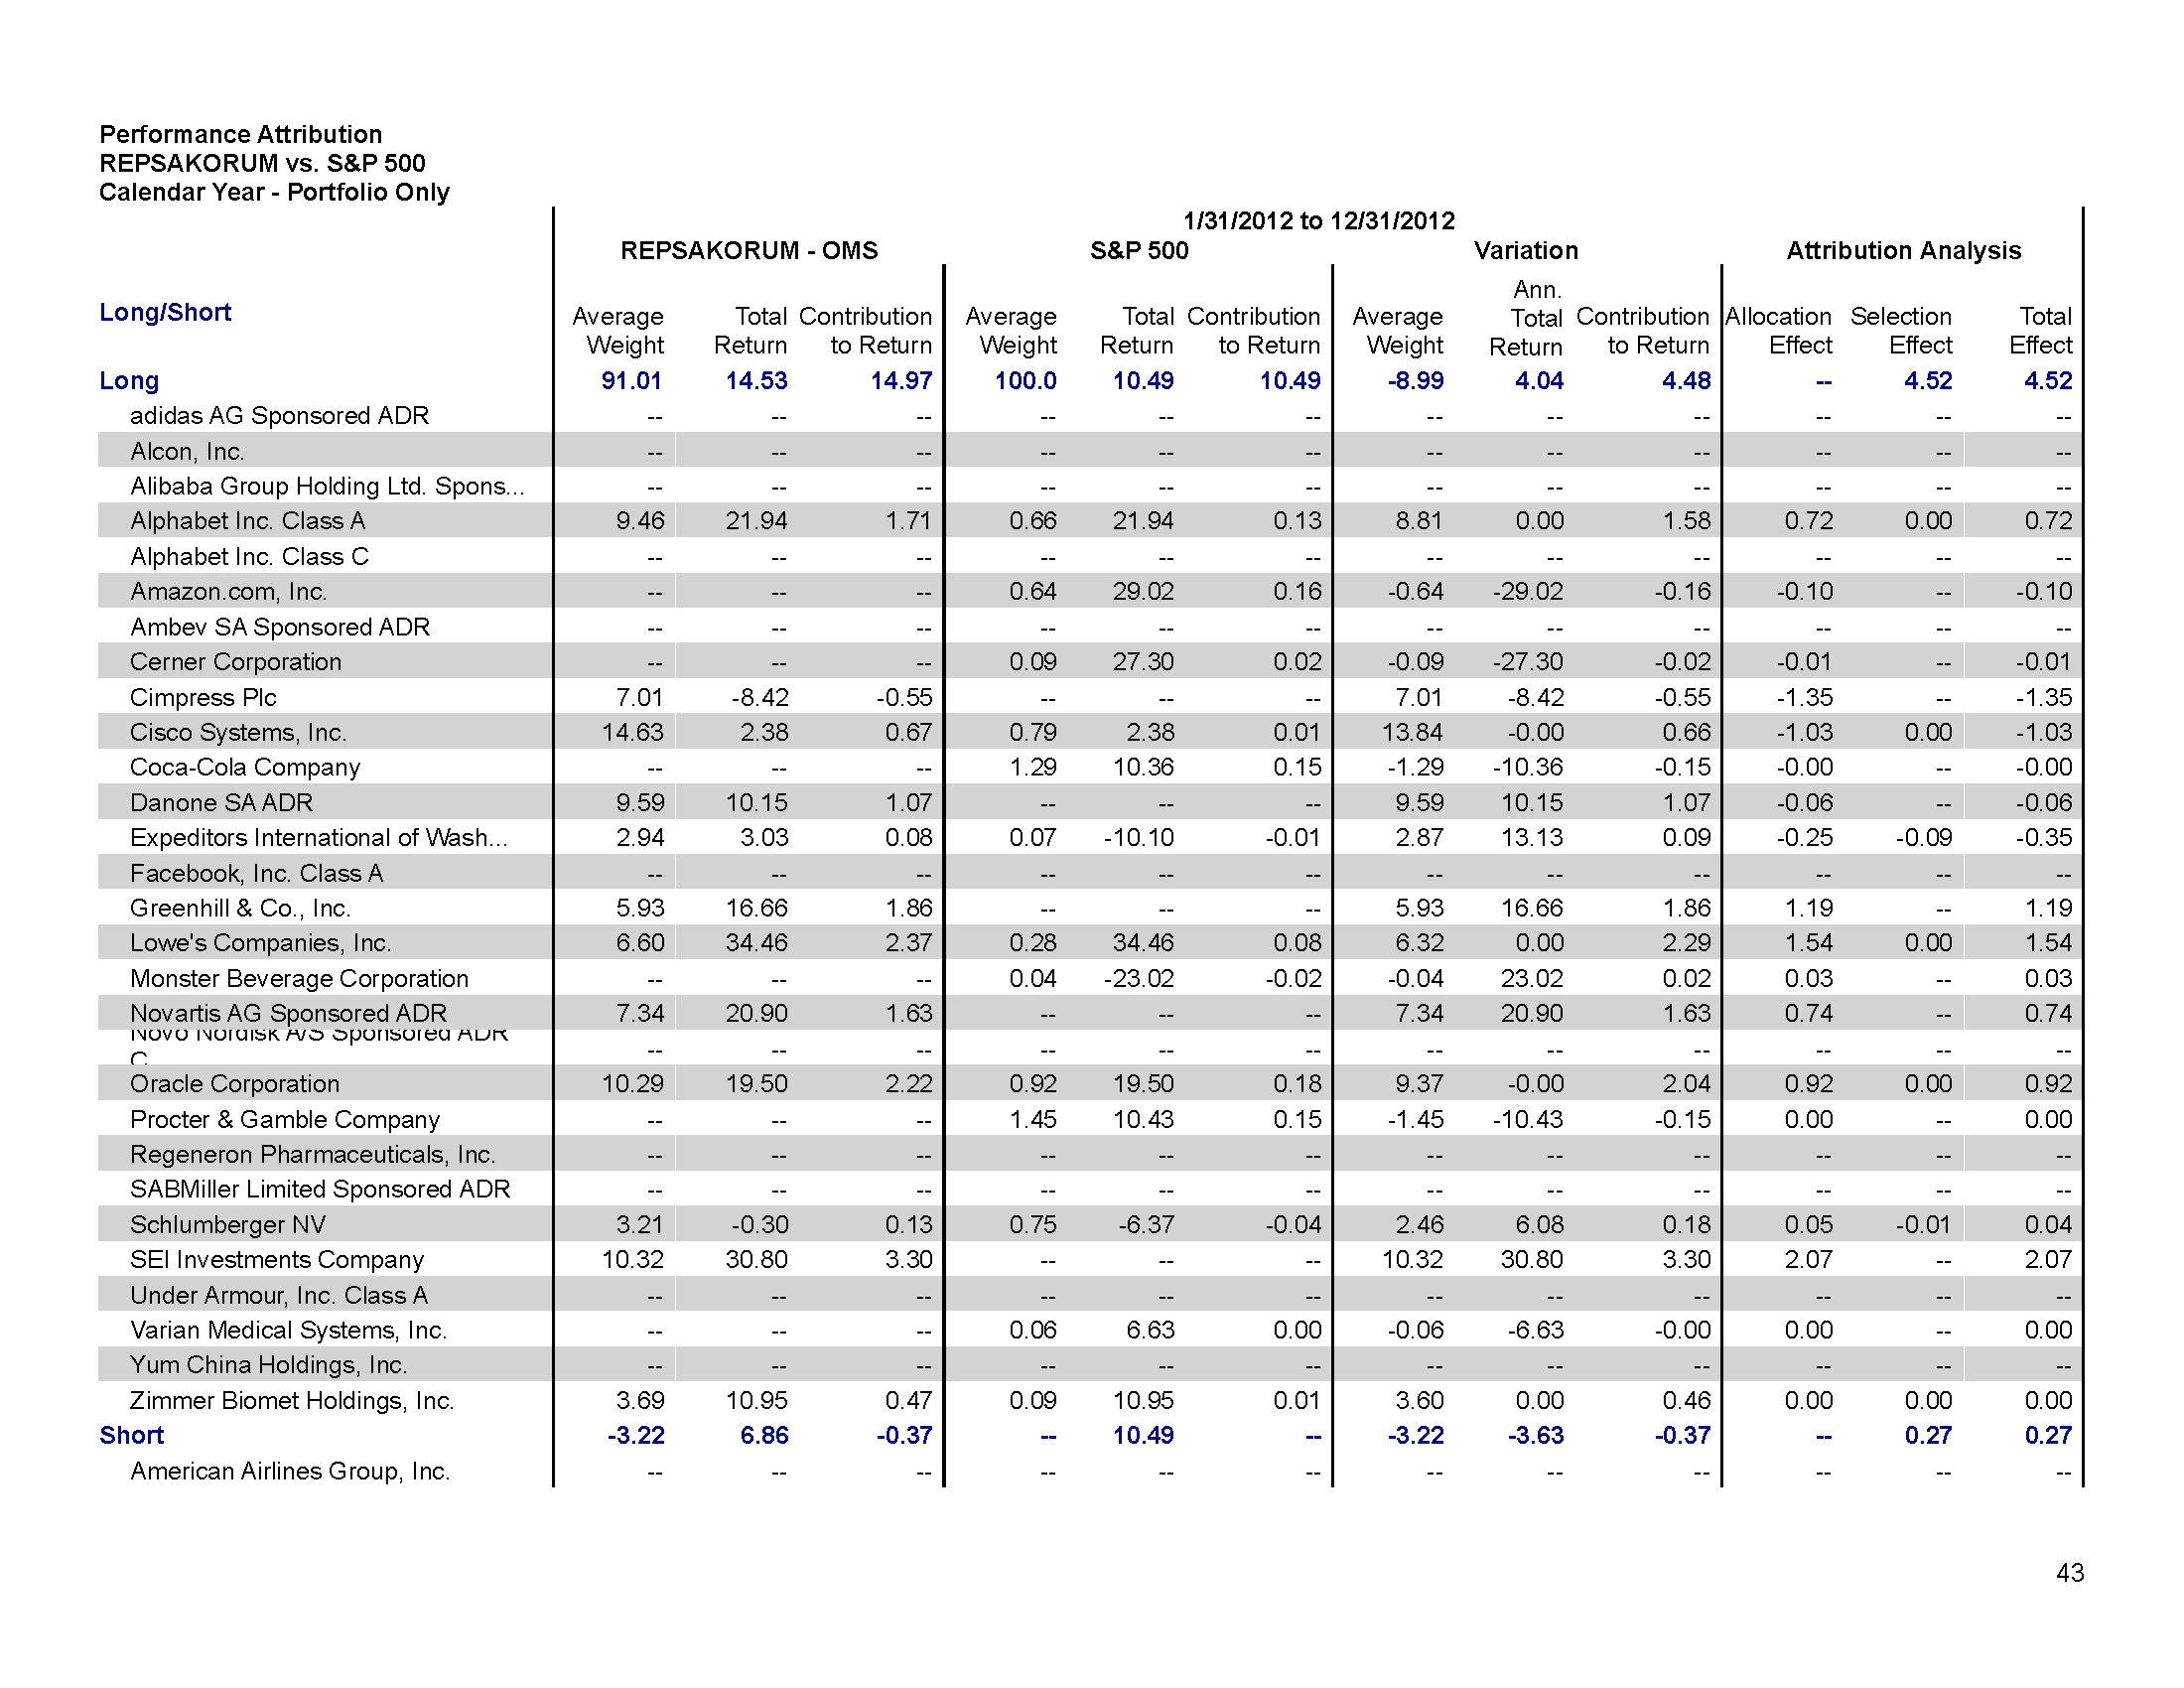 Performance Attribution
REPSAKORUM vs. S&P 500
Calendar Year - Portfolio Only
1/31/2012 to 12/31/2012
REPSAKORUM - OMS S&P 500 Variation Attribution Analysis
Long/Short Average Weight Total Return Contribution to Return Average Weight Total Return Contribution to Return Average Weight Ann. Total Return Contribution to Return Allocation Effect Selection Effect Total Effect
Long 91.01 14.53 14.97 100.0 10.49 10.49 -8.99 4.04 4.48 -- 4.52 4.52
adidas AG Sponsored ADR -- -- -- -- -- -- -- -- -- -- -- --
Alcon, Inc. -- -- -- -- -- -- -- -- -- -- -- --
Alibaba Group Holding Ltd. Spons... -- -- -- -- -- -- -- -- -- -- -- --
Alphabet Inc. Class A 9.46 21.94 1.71 0.66 21.94 0.13 8.81 0.00 1.58 0.72 0.00 0.72
Alphabet Inc. Class C -- -- -- -- -- -- -- -- -- -- -- --
Amazon.com, Inc. -- -- -- 0.64 29.02 0.16 -0.64 -29.02 -0.16 -0.10 -- -0.10
Ambev SA Sponsored ADR -- -- -- -- -- -- -- -- -- -- -- --
Cerner Corporation -- -- -- 0.09 27.30 0.02 -0.09 -27.30 -0.02 -0.01 -- -0.01
Cimpress Plc 7.01 -8.42 -0.55 -- -- -- 7.01 -8.42 -0.55 -1.35 -- -1.35
Cisco Systems, Inc. 14.63 2.38 0.67 0.79 2.38 0.01 13.84 -0.00 0.66 -1.03 0.00 -1.03
Coca-Cola Company -- -- -- 1.29 10.36 0.15 -1.29 -10.36 -0.15 -0.00 -- -0.00
Danone SA ADR 9.59 10.15 1.07 -- -- -- 9.59 10.15 1.07 -0.06 -- -0.06
Expeditors International of Wash... 2.94 3.03 0.08 0.07 -10.10 -0.01 2.87 13.13 0.09 -0.25 -0.09 -0.35
Facebook, Inc. Class A -- -- -- -- -- -- -- -- -- -- -- --
Greenhill & Co., Inc. 5.93 16.66 1.86 -- -- -- 5.93 16.66 1.86 1.19 -- 1.19
Lowe's Companies, Inc. 6.60 34.46 2.37 0.28 34.46 0.08 6.32 0.00 2.29 1.54 0.00 1.54
Monster Beverage Corporation -- -- -- 0.04 -23.02 -0.02 -0.04 23.02 0.02 0.03 -- 0.03
Novartis AG Sponsored ADR 7.34 20.90 1.63 -- -- -- 7.34 20.90 1.63 0.74 -- 0.74
Novo Nordisk A/S Sponsored ADR C -- -- -- -- -- -- -- -- -- -- -- --
Oracle Corporation 10.29 19.50 2.22 0.92 19.50 0.18 9.37 -0.00 2.04 0.92 0.00 0.92
Procter & Gamble Company -- -- -- 1.45 10.43 0.15 -1.45 -10.43 -0.15 0.00 -- 0.00
Regeneron Pharmaceuticals, Inc. -- -- -- -- -- -- -- -- -- -- -- --
SABMiller Limited Sponsored ADR -- -- -- -- -- -- -- -- -- -- -- --
Schlumberger NV 3.21 -0.30 0.13 0.75 -6.37 -0.04 2.46 6.08 0.18 0.05 -0.01 0.04
SEI Investments Company 10.32 30.80 3.30 -- -- -- 10.32 30.80 3.30 2.07 -- 2.07
Under Armour, Inc. Class A -- -- -- -- -- -- -- -- -- -- -- --
Varian Medical Systems, Inc. -- -- -- 0.06 6.63 0.00 -0.06 -6.63 -0.00 0.00 -- 0.00
Yum China Holdings, Inc. -- -- -- -- -- -- -- -- -- -- -- --
Zimmer Biomet Holdings, Inc. 3.69 10.95 0.47 0.09 10.95 0.01 3.60 0.00 0.46 0.00 0.00 0.00
Short -3.22 6.86 -0.37 -- 10.49 -- -3.22 -3.63 -0.37 -- 0.27 0.27
American Airlines Group, Inc. -- -- -- -- -- -- -- -- -- -- -- --
43